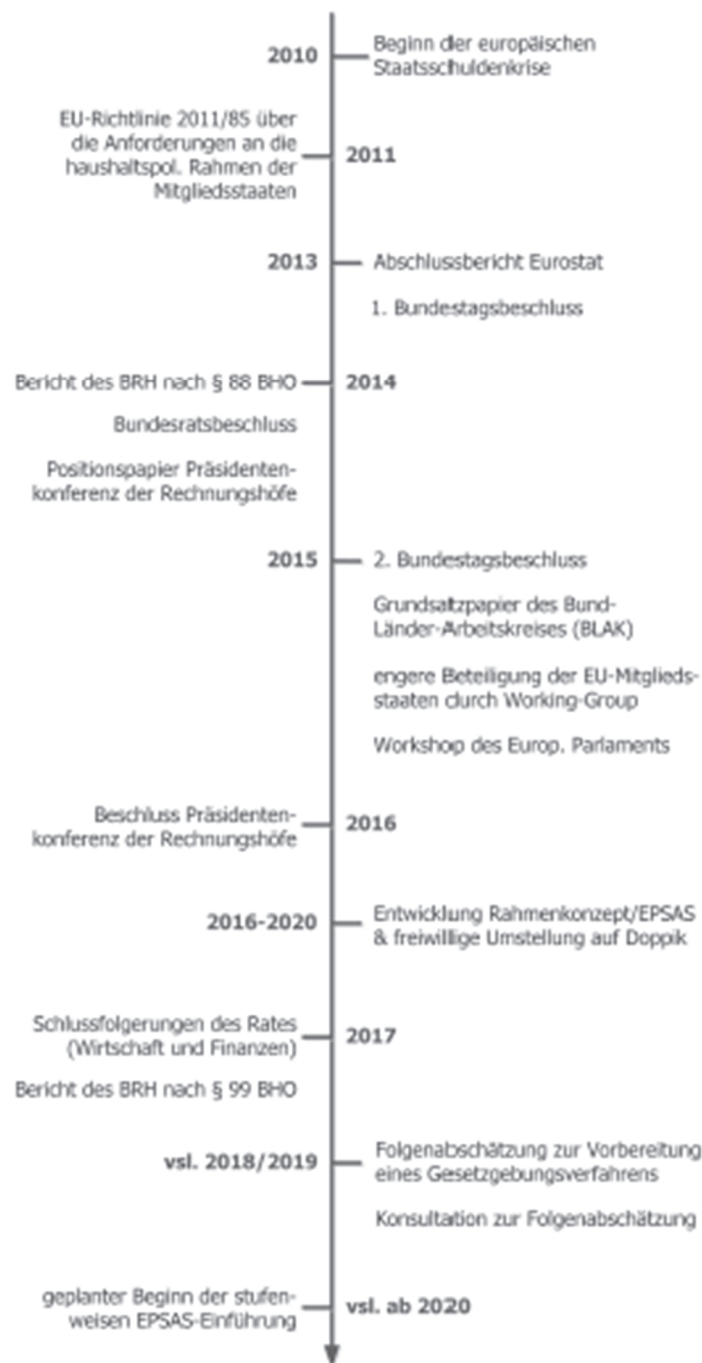 2010
Beginn der europäischen
Staatsschuldenkrise
EU-Richtlinie 2011/85 über
die Anforderungen an die
haushaltspol. Rahmen der
Mitgliedsstaaten
2011
2013
Abschlussbericht Eurostat
1. Bundestagsbeschluss
Bericht des BRH nach § 88 BHO
2014
Bundesratsbeschluss
Positionspapier Präsidenten-
konferenz der Rechnungshöfe
2015
2. Bundestagsbeschluss
Grundsatzpapier des Bund-
Länder-Arbeitskreises (BLAK)
engere Beteiligung der EU-Mitglieds-
staaten durch Working-Group
Workshop des Europ. Parlaments
Beschluss Präsidenten-
konferenz der Rechnungshöfe
2016
2016-2020
Entwicklung Rahmenkonzept/EPSAS
& freiwillige Umstellung auf Doppik
Schlussfolgerungen des Rates
(Wirtschaft und Finanzen)
2017
Bericht des BRH nach § 99 BHO
vsl. 2018/2019
Folgenabschätzung zur Vorbereitung
eines Gesetzgebungsverfahrens
Konsultation zur Folgenabschätzung
geplanter Beginn der stufen-
weisen EPSAS-Einführung
vsl. ab 2020